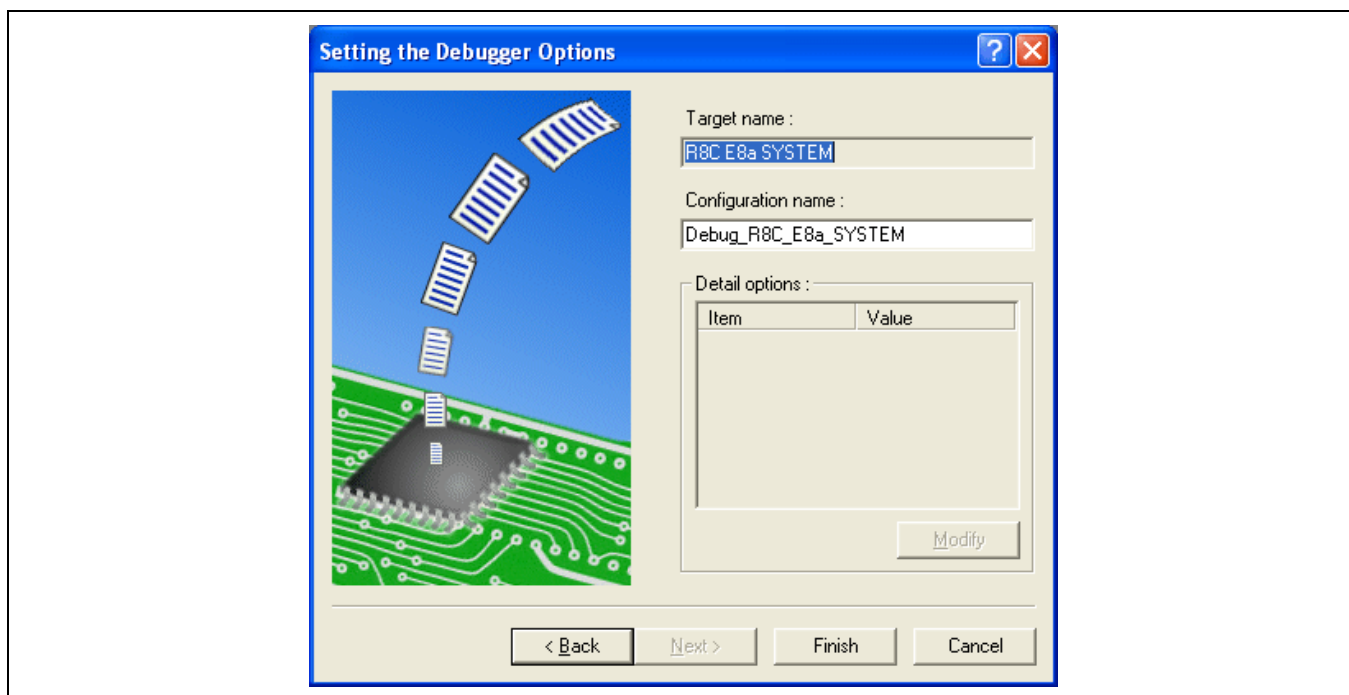 Setting the Debugger Options
Target name :
R8C E8a SYSTEM
Configuration name :
Debug_R8C_E8a_SYSTEM
Detail options :
Item Value
Modify
< Back Next > Finish Cancel